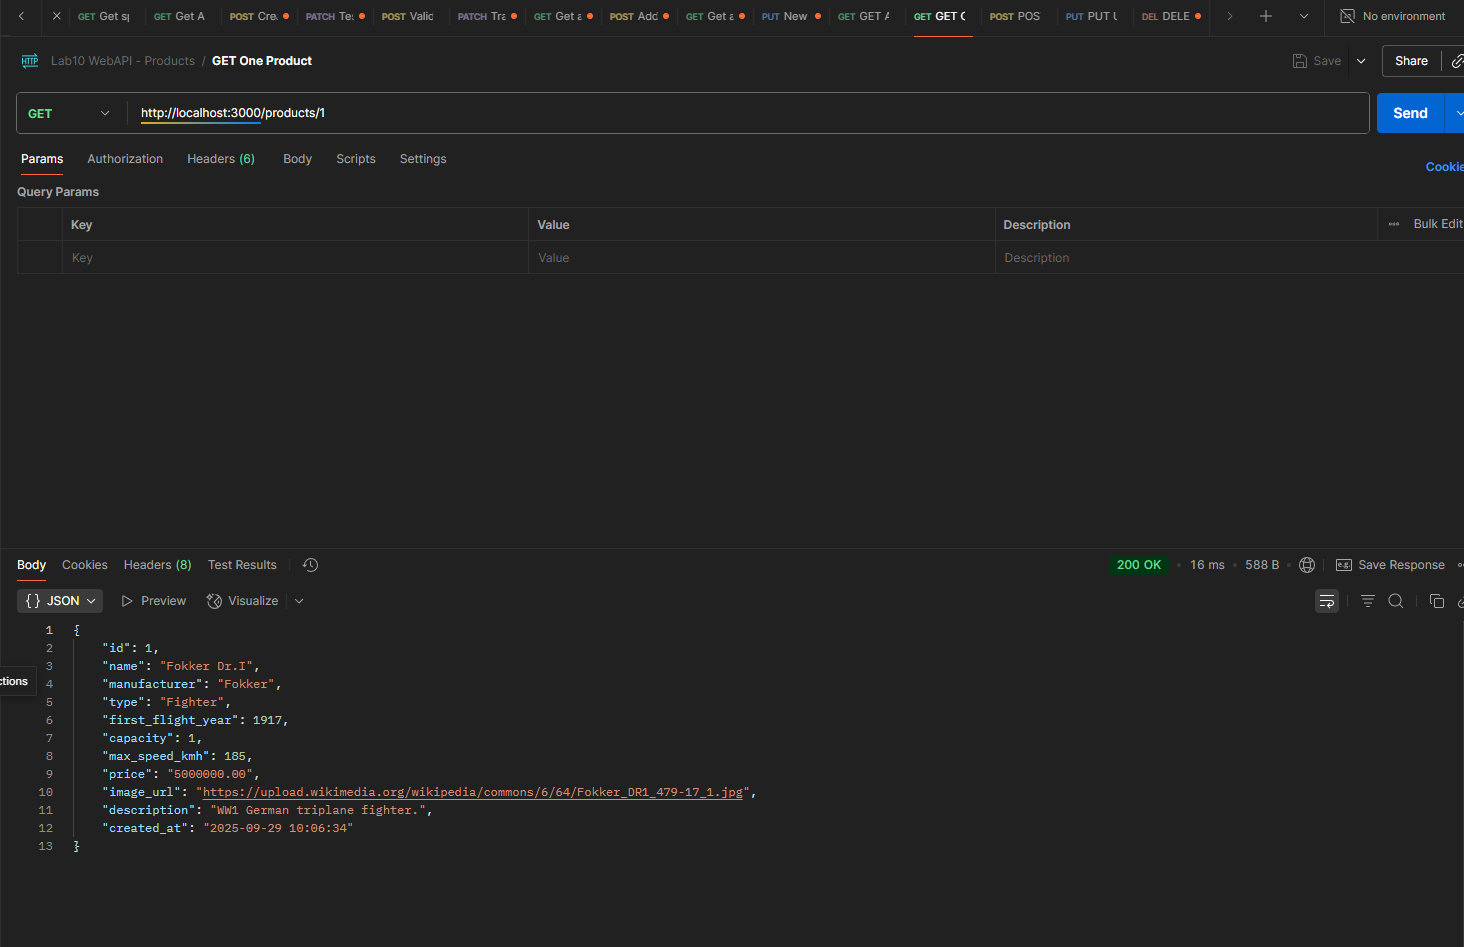 GET Get sp GET Get A POST Cre PATCH Te: POST Valic PATCH Tra GET Get a POST Add GET Get a PUT New GET GET A GET GET C POST POS PUT PUT U DEL DELE No environment
HTTP Lab10 WebAPI - Products / GET One Product Save Share
GET http://localhost:3000/products/1 Send
Params Authorization Headers (6) Body Scripts Settings Cookie
Query Params
Key Value Description Bulk Edit
Key Value Description
Body Cookies Headers (8) Test Results 200 OK 16 ms 588 B e.g. Save Response
{} JSON Preview Visualize
1 {
2 "id": 1,
3 "name": "Fokker Dr.I",
ctions
4 "manufacturer": "Fokker",
5 "type": "Fighter",
6 "first_flight_year": 1917,
7 "capacity": 1,
8 "max_speed_kmh": 185,
9 "price": "5000000.00",
10 "image_url": "https://upload.wikimedia.org/wikipedia/commons/6/64/Fokker_DR1_479-17_1.jpg",
11 "description": "WW1 German triplane fighter.",
12 "created_at": "2025-09-29 10:06:34"
13 }